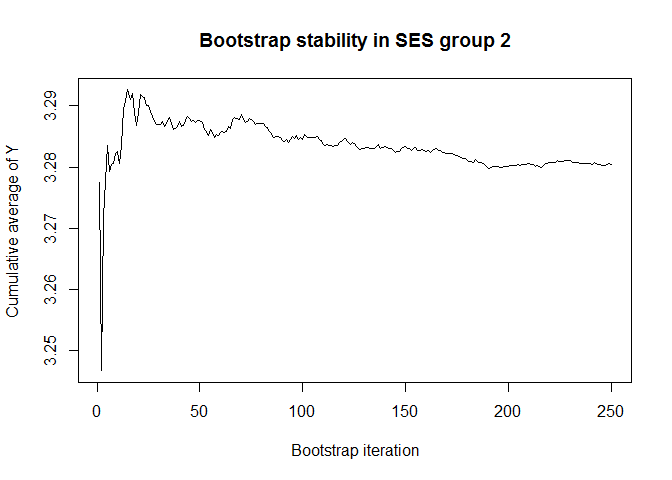 Bootstrap stability in SES group 2
Cumulative average of Y
3.29
3.28
3.27
3.26
3.25
0 50 100 150 200 250
Bootstrap iteration